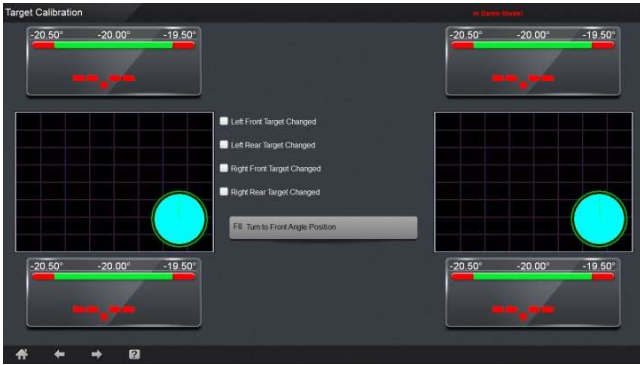 Target Calibration
In Demo Mode!
-20.50° -20.00° -19.50°
-20.50° -20.00° -19.50°
Left Front Target Changed
Left Rear Target Changed
Right Front Target Changed
Right Rear Target Changed
F8 Turn to Front Angle Position
-20.50° -20.00° -19.50°
-20.50° -20.00° -19.50°
?